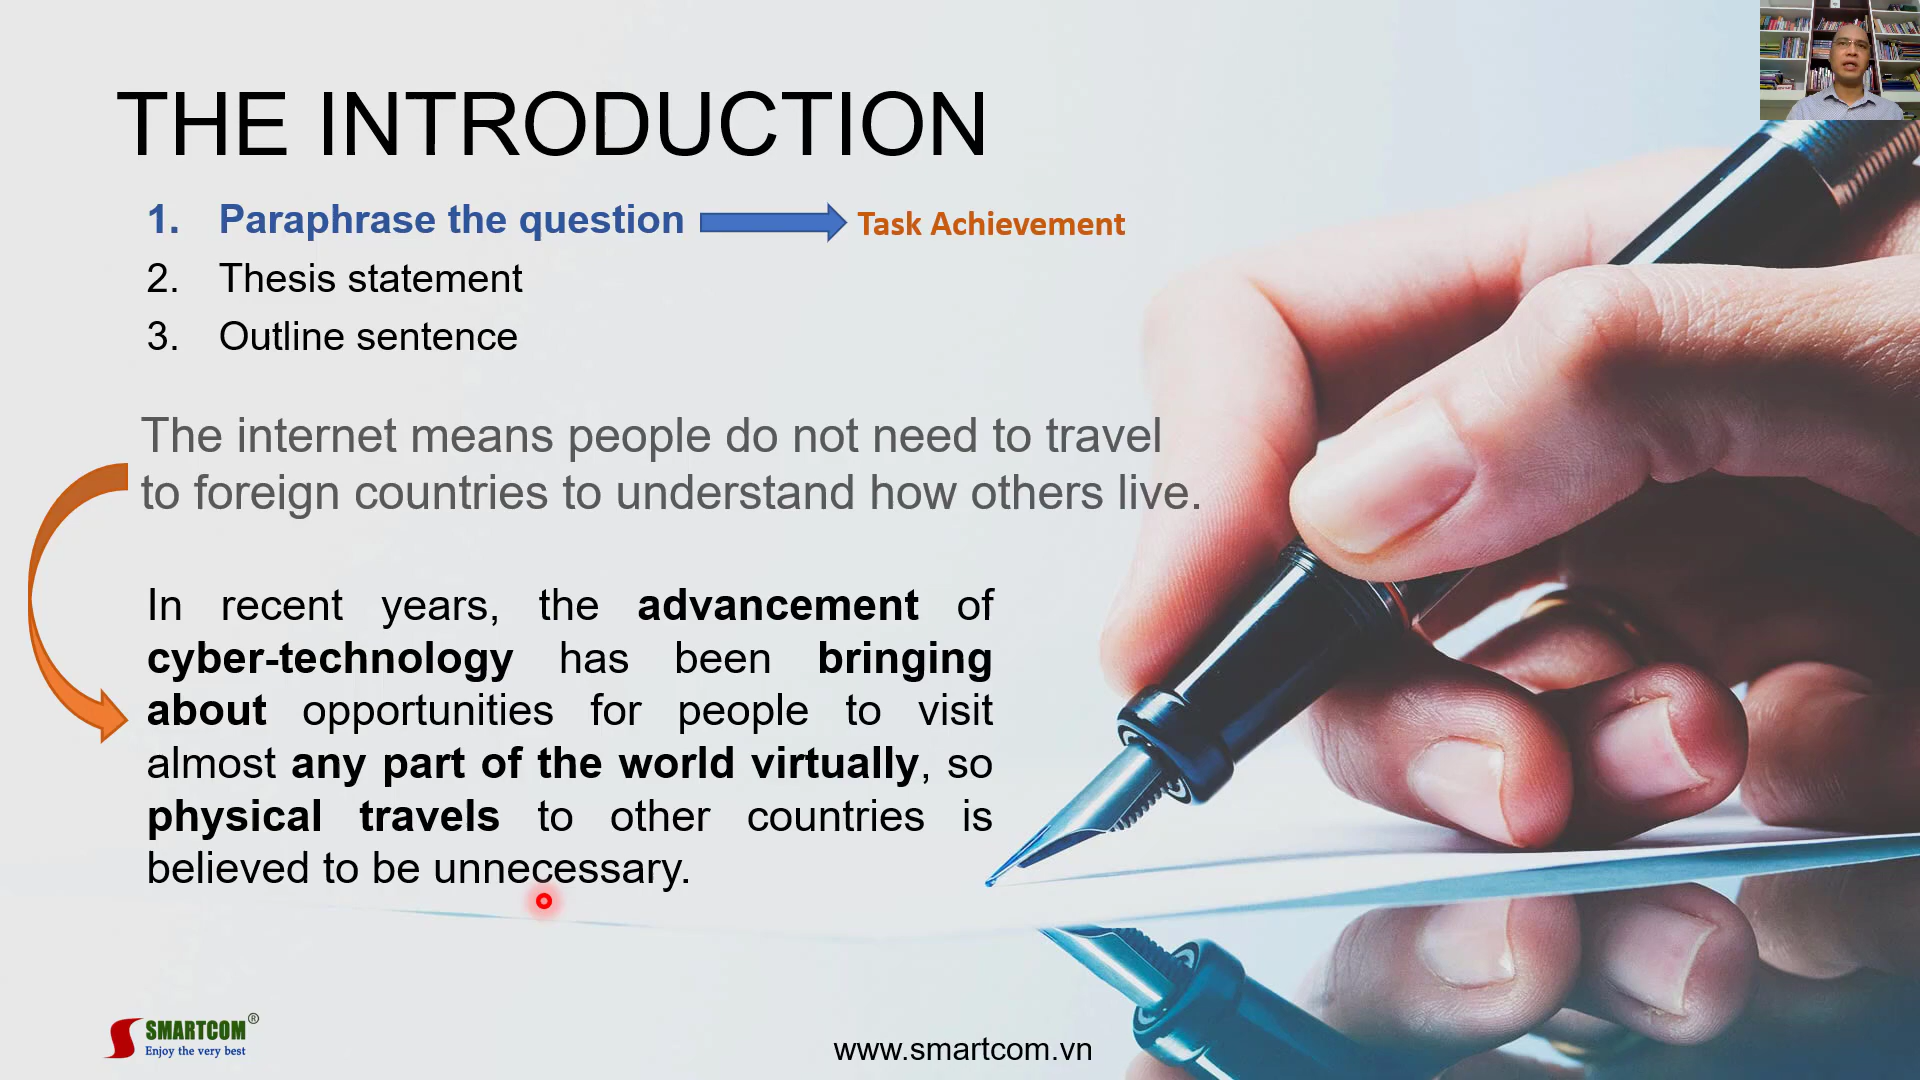 THE INTRODUCTION
1. Paraphrase the question
Task Achievement
2. Thesis statement
3. Outline sentence
The internet means people do not need to travel
to foreign countries to understand how others live.
In recent years, the advancement of
cyber-technology has been bringing
about opportunities for people to visit
almost any part of the world virtually, so
physical travels to other countries is
believed to be unnecessary.
SMARTCOM®
Enjoy the very best
www.smartcom.vn